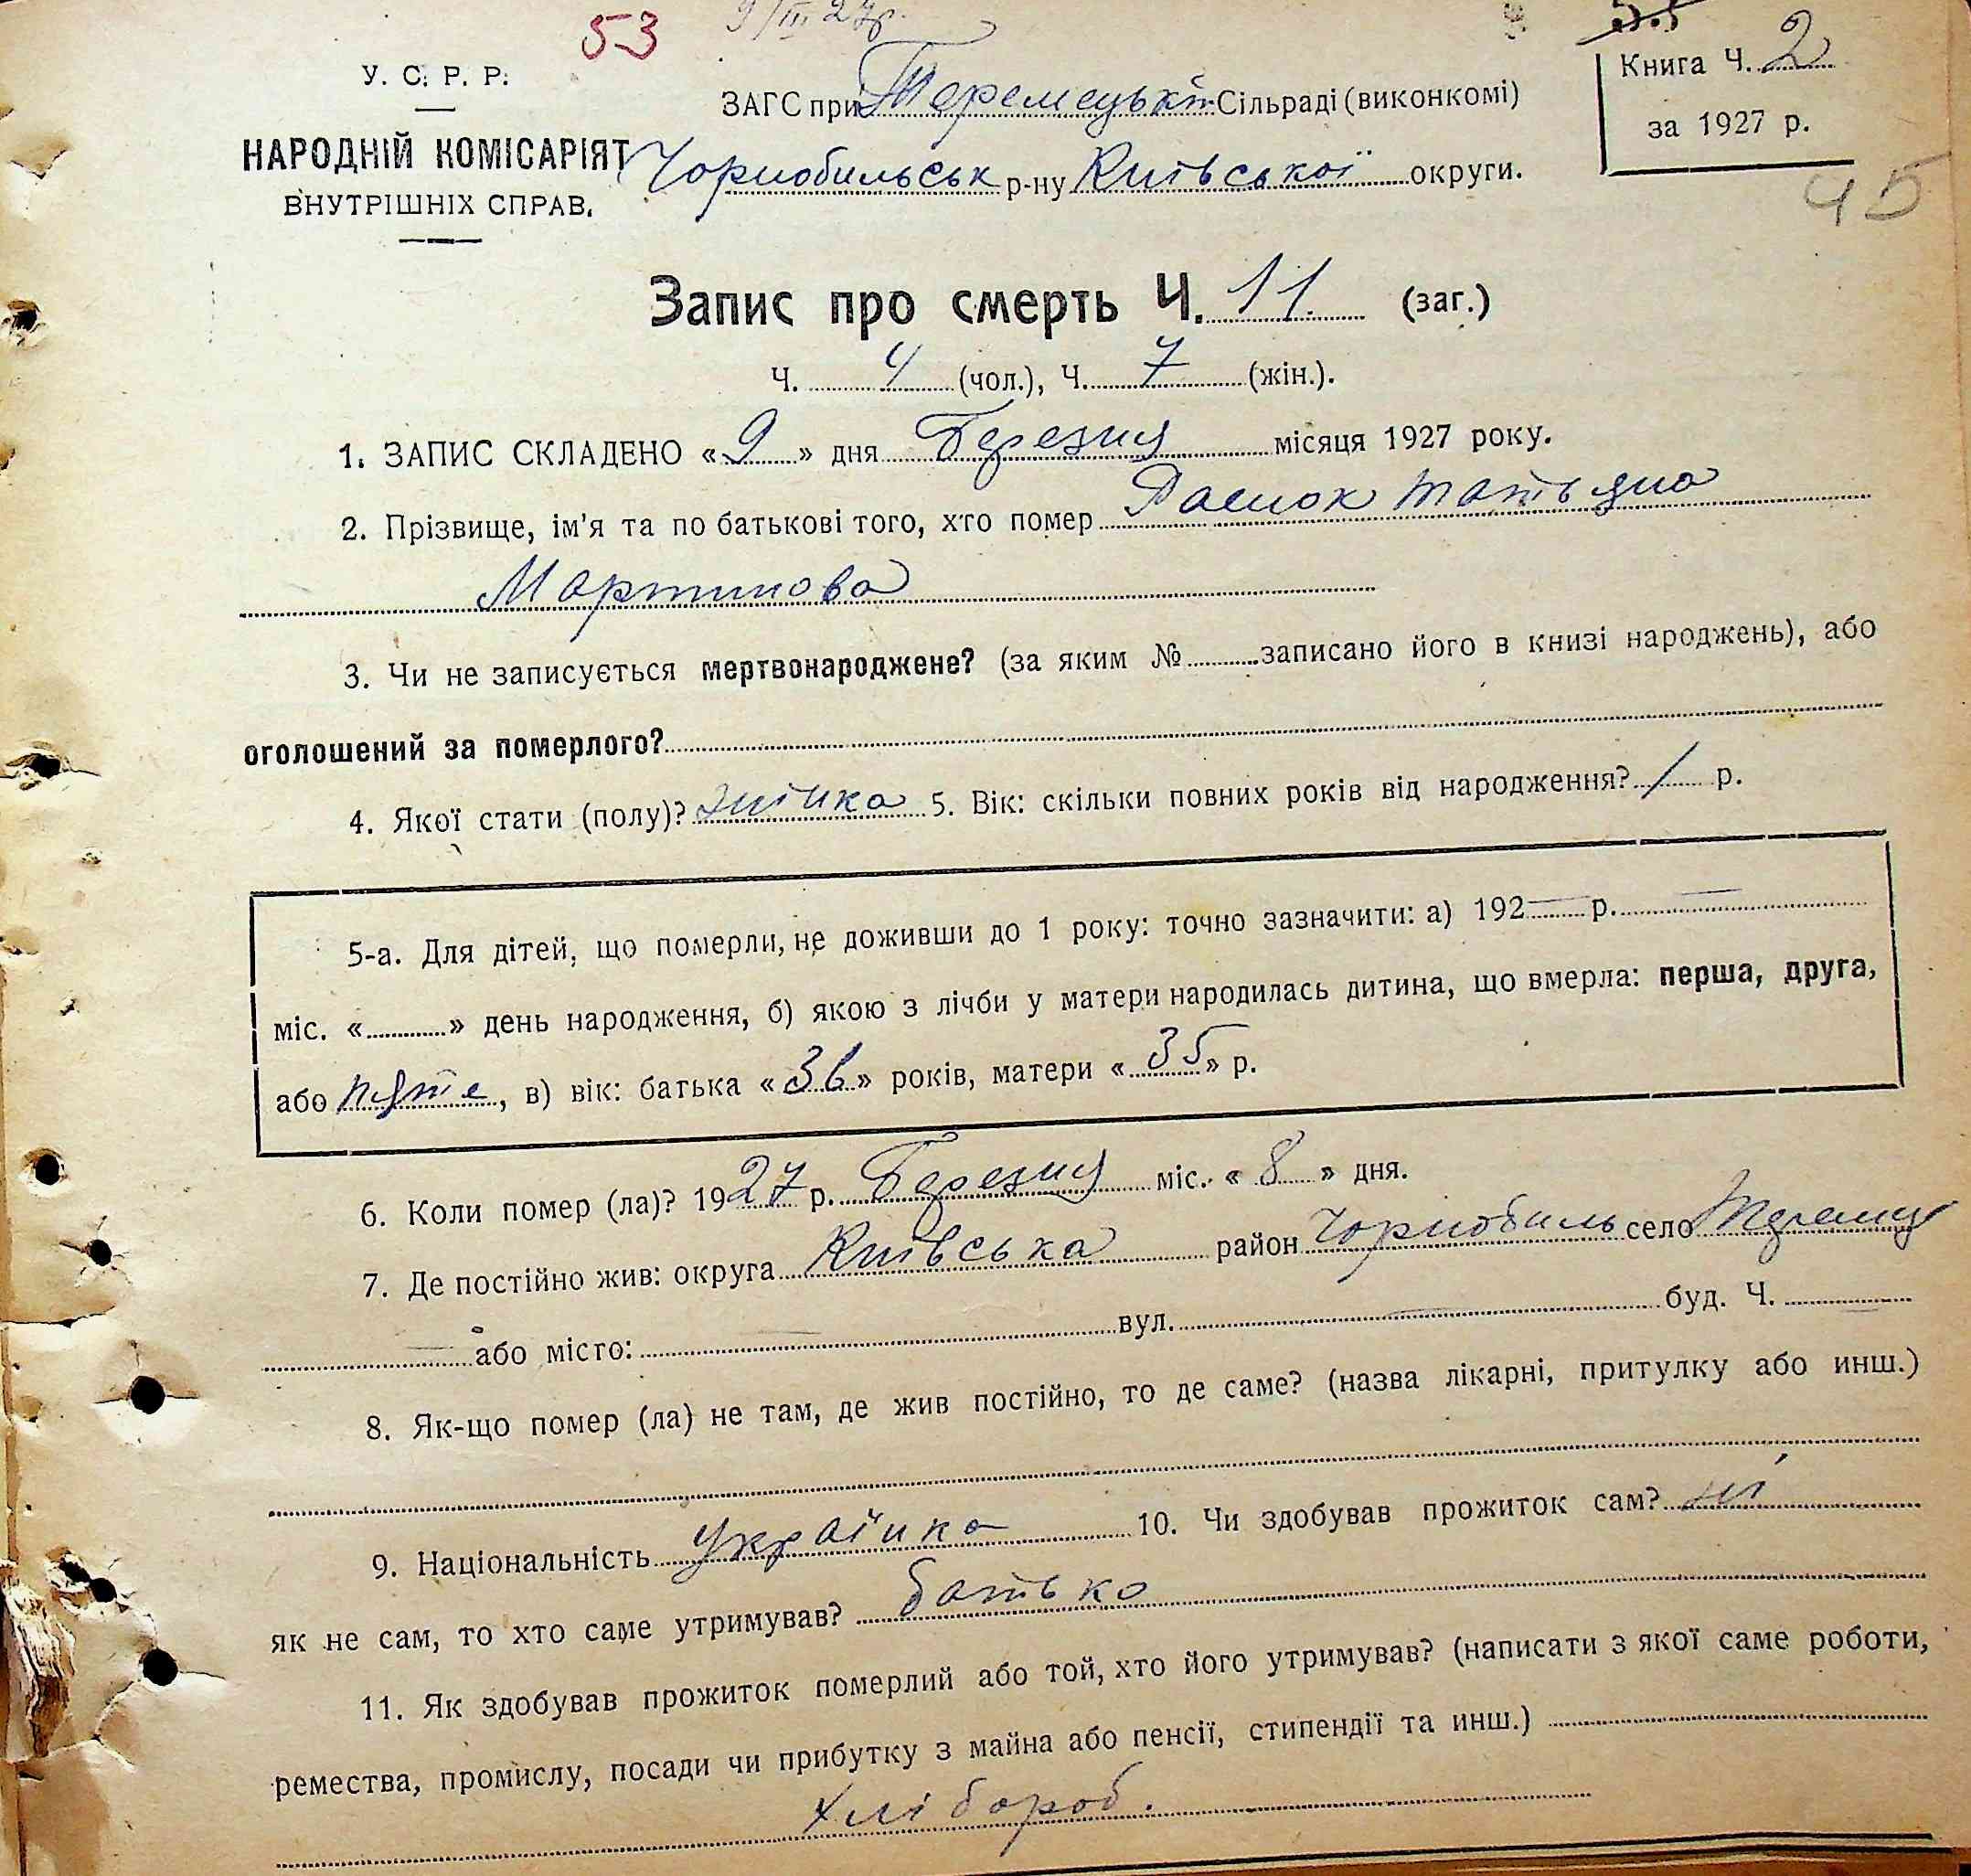 53 9/III 27р.
У. С. Р. Р.
НАРОДНІЙ КОМІСАРІЯТ
ВНУТРІШНІХ СПРАВ.
ЗАГС при Теремецькій Сільраді (виконкомі)
Чорнобильськ р-ну Київської округи.
Книга Ч. 2
за 1927 р.
45
Запис про смерть Ч. 11. (заг.)
Ч. 4 (чол.), Ч. 7 (жін.).
1. ЗАПИС СКЛАДЕНО «9» дня Березня місяця 1927 року.
2. Прізвище, ім'я та по батькові того, хто помер Татьяна
Мартинова
3. Чи не записується мертвонароджене? (за яким № записано його в книзі народжень), або
оголошений за померлого?
4. Якої стати (полу)? жінка 5. Вік: скільки повних років від народження? 1 р.
5-а. Для дітей, що померли, не доживши до 1 року: точно зазначити: а) 192— р. —
міс. « » день народження, б) якою з лічби у матери народилась дитина, що вмерла: перша, друга,
або пяте, в) вік: батька «36» років, матери «35» р.
6. Коли помер (ла)? 1927 р. Березня міс. «8» дня.
7. Де постійно жив: округа Київська район Чорнобиль село Теремці
— або місто: — вул. — буд. Ч. —
8. Як-що помер (ла) не там, де жив постійно, то де саме? (назва лікарні, притулку або инш.)
9. Національність українка 10. Чи здобував прожиток сам? ні
як не сам, то хто саме утримував? батько
11. Як здобував прожиток померлий або той, хто його утримував? (написати з якої саме роботи,
ремества, промислу, посади чи прибутку з майна або пенсії, стипендії та инш.)
хлібороб.